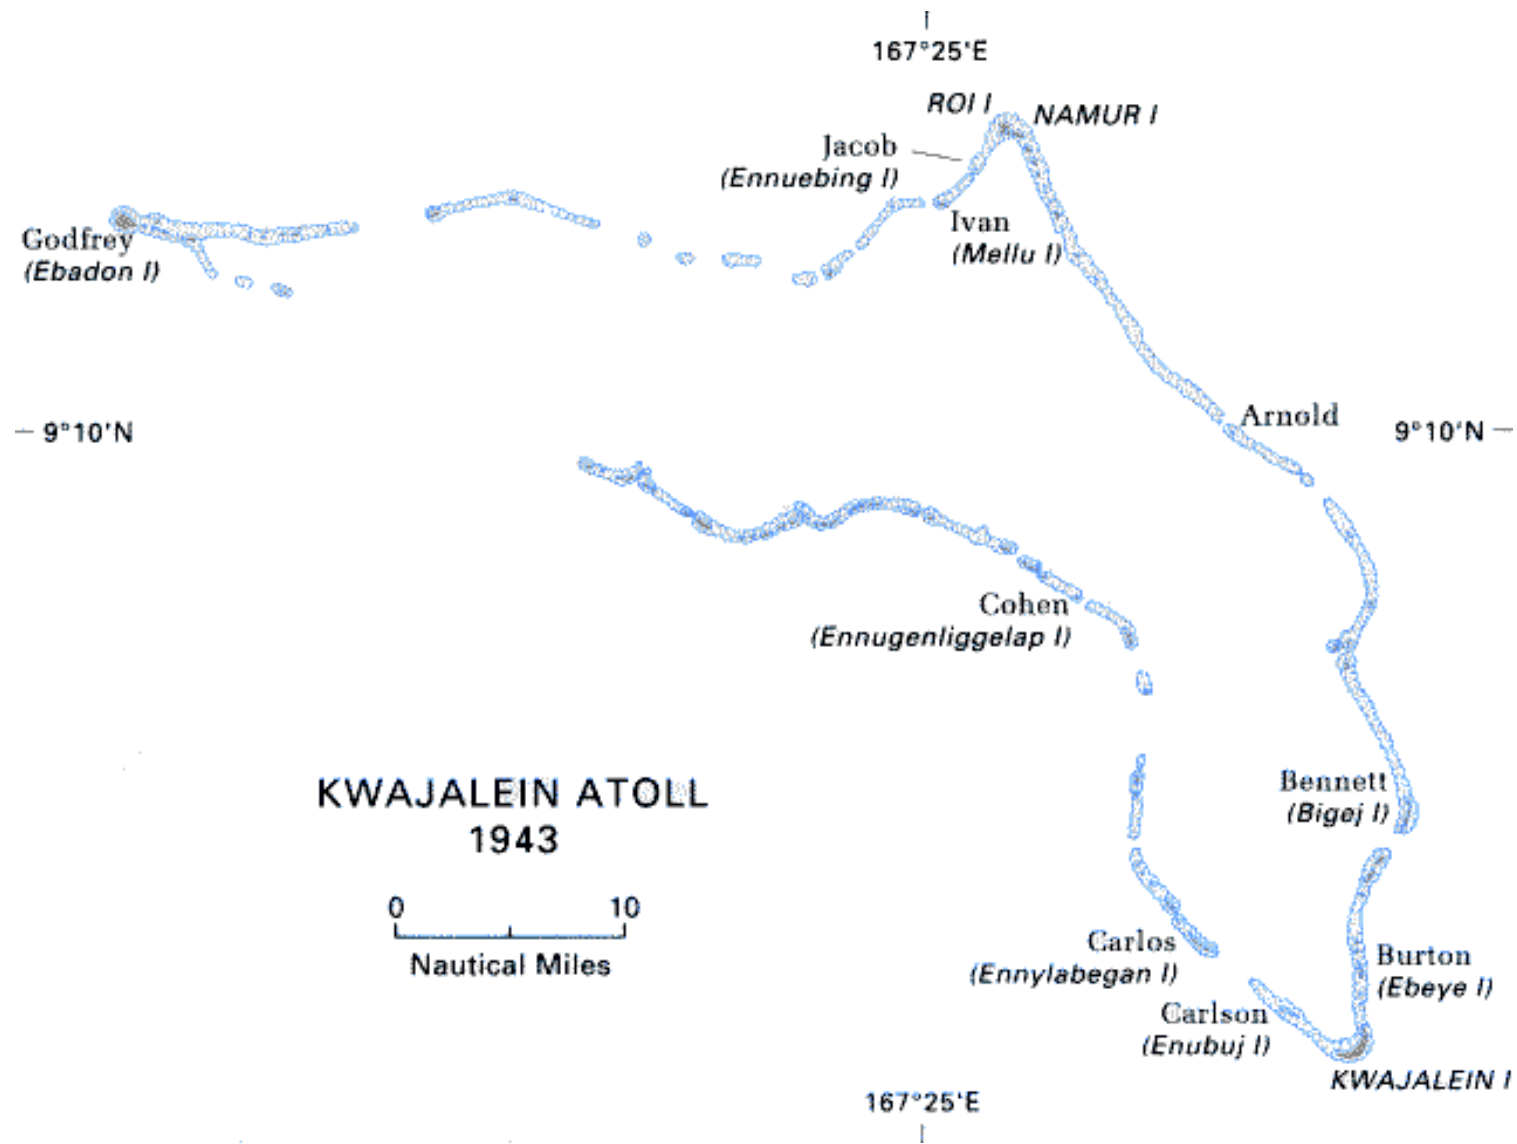 167°25'E
ROI I
NAMUR I
Jacob
(Ennuebing I)
Ivan
(Mellu I)
Godfrey
(Ebadon I)
Arnold
9°10'N
9°10'N
Cohen
(Ennugenliggelap I)
KWAJALEIN ATOLL
1943
0 10
Nautical Miles
Bennett
(Bigej I)
Carlos
(Ennylabegan I)
Burton
(Ebeye I)
Carlson
(Enubuj I)
KWAJALEIN I
167°25'E